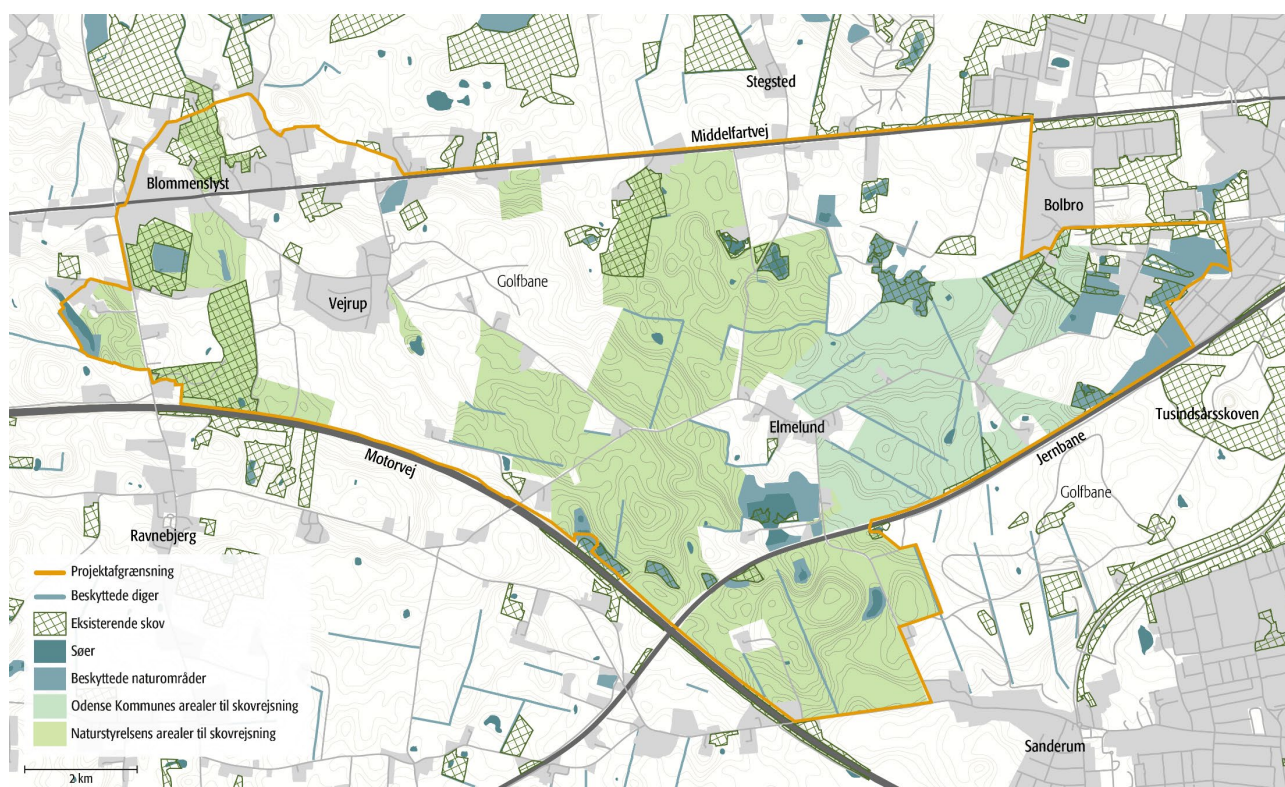 Stegsted
Middelfartvej
Blommenslyst
Bolbro
Golfbane
Vejrup
Elmelund
Tusindsårsskoven
Jernbane
Motorvej
Golfbane
Ravnebjerg
Projektafgrænsning
Beskyttede diger
Eksisterende skov
Søer
Beskyttede naturområder
Odense Kommunes arealer til skovrejsning
Naturstyrelsens arealer til skovrejsning
Sanderum
2 km